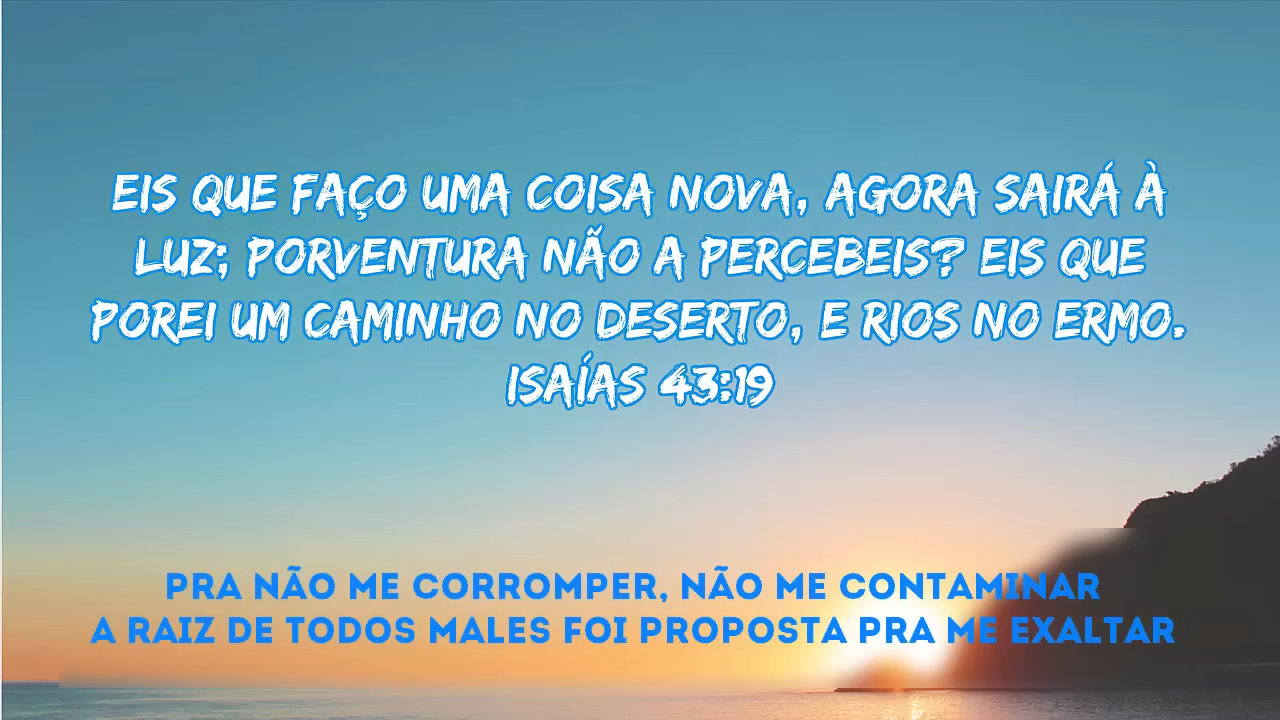 EIS QUE FAÇO UMA COISA NOVA, AGORA SAIRÁ À
LUZ; PORVENTURA NÃO A PERCEBEIS? EIS QUE
POREI UM CAMINHO NO DESERTO, E RIOS NO ERMO.
ISAÍAS 43:19
PRA NÃO ME CORROMPER, NÃO ME CONTAMINAR
A RAIZ DE TODOS MALES FOI PROPOSTA PRA ME EXALTAR